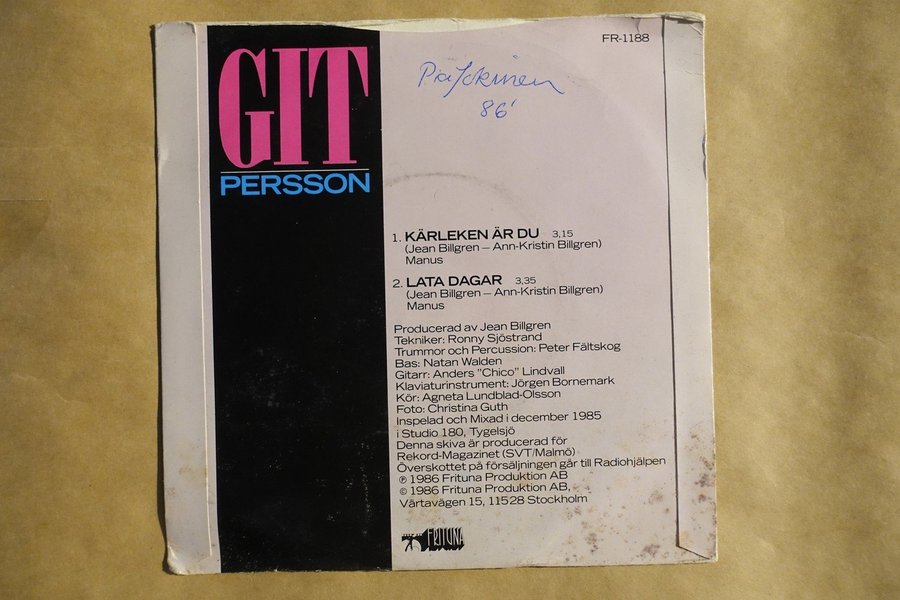 FR-1188
GIT
PERSSON
Pia Jokinen
86'
1. KÄRLEKEN ÄR DU 3,15
(Jean Billgren – Ann-Kristin Billgren)
Manus
2. LATA DAGAR 3,35
(Jean Billgren – Ann-Kristin Billgren)
Manus
Producerad av Jean Billgren
Tekniker: Ronny Sjöstrand
Trummor och Percussion: Peter Fältskog
Bas: Natan Walden
Gitarr: Anders "Chico" Lindvall
Klaviaturinstrument: Jörgen Bornemark
Kör: Agneta Lundblad-Olsson
Foto: Christina Guth
Inspelad och Mixad i december 1985
i Studio 180, Tygelsjö
Denna skiva är producerad för
Rekord-Magazinet (SVT/Malmö)
Överskottet på försäljningen går till Radiohjälpen
℗ 1986 Frituna Produktion AB
© 1986 Frituna Produktion AB,
Värtavägen 15, 11528 Stockholm
FRITUNA